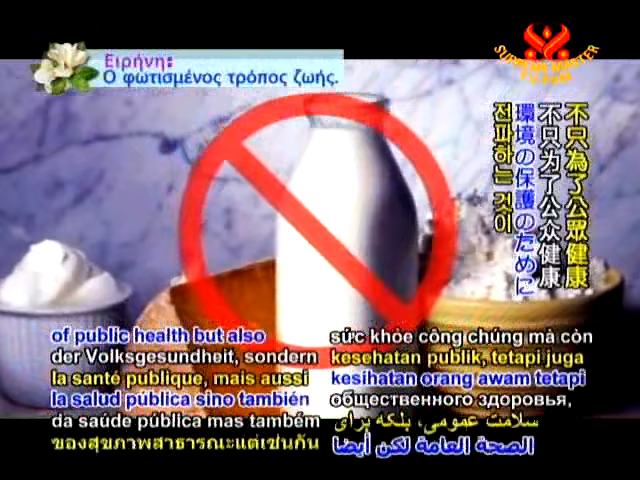 Ειρήνη:
Ο φωτισμένος τρόπος ζωής.
SUPREME MASTER
不只為了公眾健康
不只为了公众健康
環境の保護のために
전파하는 것이
of public health but also
der Volksgesundheit, sondern
la santé publique, mais aussi
la salud pública sino también
da saúde pública mas também
ของสุขภาพสาธารณะแต่เช่นกัน
sức khỏe công chúng mà còn
kesehatan publik, tetapi juga
kesihatan orang awam tetapi
общественного здоровья,
سلامت عمومی، بلکه برای
الصحة العامة لكن أيضا